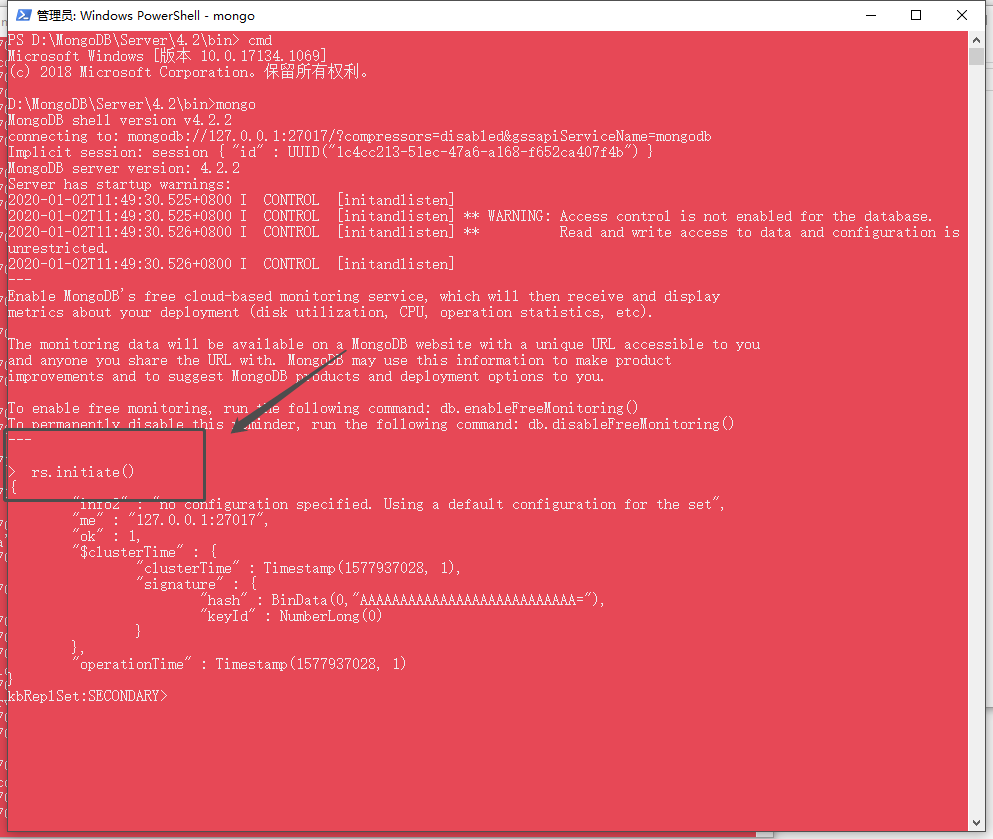 管理员: Windows PowerShell - mongo
PS D:\MongoDB\Server\4.2\bin> cmd
Microsoft Windows [版本 10.0.17134.1069]
(c) 2018 Microsoft Corporation。保留所有权利。
D:\MongoDB\Server\4.2\bin>mongo
MongoDB shell version v4.2.2
connecting to: mongodb://127.0.0.1:27017/?compressors=disabled&gssapiServiceName=mongodb
Implicit session: session { "id" : UUID("1c4cc213-51ec-47a6-a168-f652ca407f4b") }
MongoDB server version: 4.2.2
Server has startup warnings:
2020-01-02T11:49:30.525+0800 I  CONTROL  [initandlisten]
2020-01-02T11:49:30.525+0800 I  CONTROL  [initandlisten] ** WARNING: Access control is not enabled for the database.
2020-01-02T11:49:30.526+0800 I  CONTROL  [initandlisten] **          Read and write access to data and configuration is
unrestricted.
2020-01-02T11:49:30.526+0800 I  CONTROL  [initandlisten]
---
Enable MongoDB's free cloud-based monitoring service, which will then receive and display
metrics about your deployment (disk utilization, CPU, operation statistics, etc).
The monitoring data will be available on a MongoDB website with a unique URL accessible to you
and anyone you share the URL with. MongoDB may use this information to make product
improvements and to suggest MongoDB products and deployment options to you.
To enable free monitoring, run the following command: db.enableFreeMonitoring()
To permanently disable this reminder, run the following command: db.disableFreeMonitoring()
---
>  rs.initiate()
{
"info2" : "no configuration specified. Using a default configuration for the set",
"me" : "127.0.0.1:27017",
"ok" : 1,
"$clusterTime" : {
"clusterTime" : Timestamp(1577937028, 1),
"signature" : {
"hash" : BinData(0,"AAAAAAAAAAAAAAAAAAAAAAAAAAA="),
"keyId" : NumberLong(0)
}
},
"operationTime" : Timestamp(1577937028, 1)
}
kbReplSet:SECONDARY>